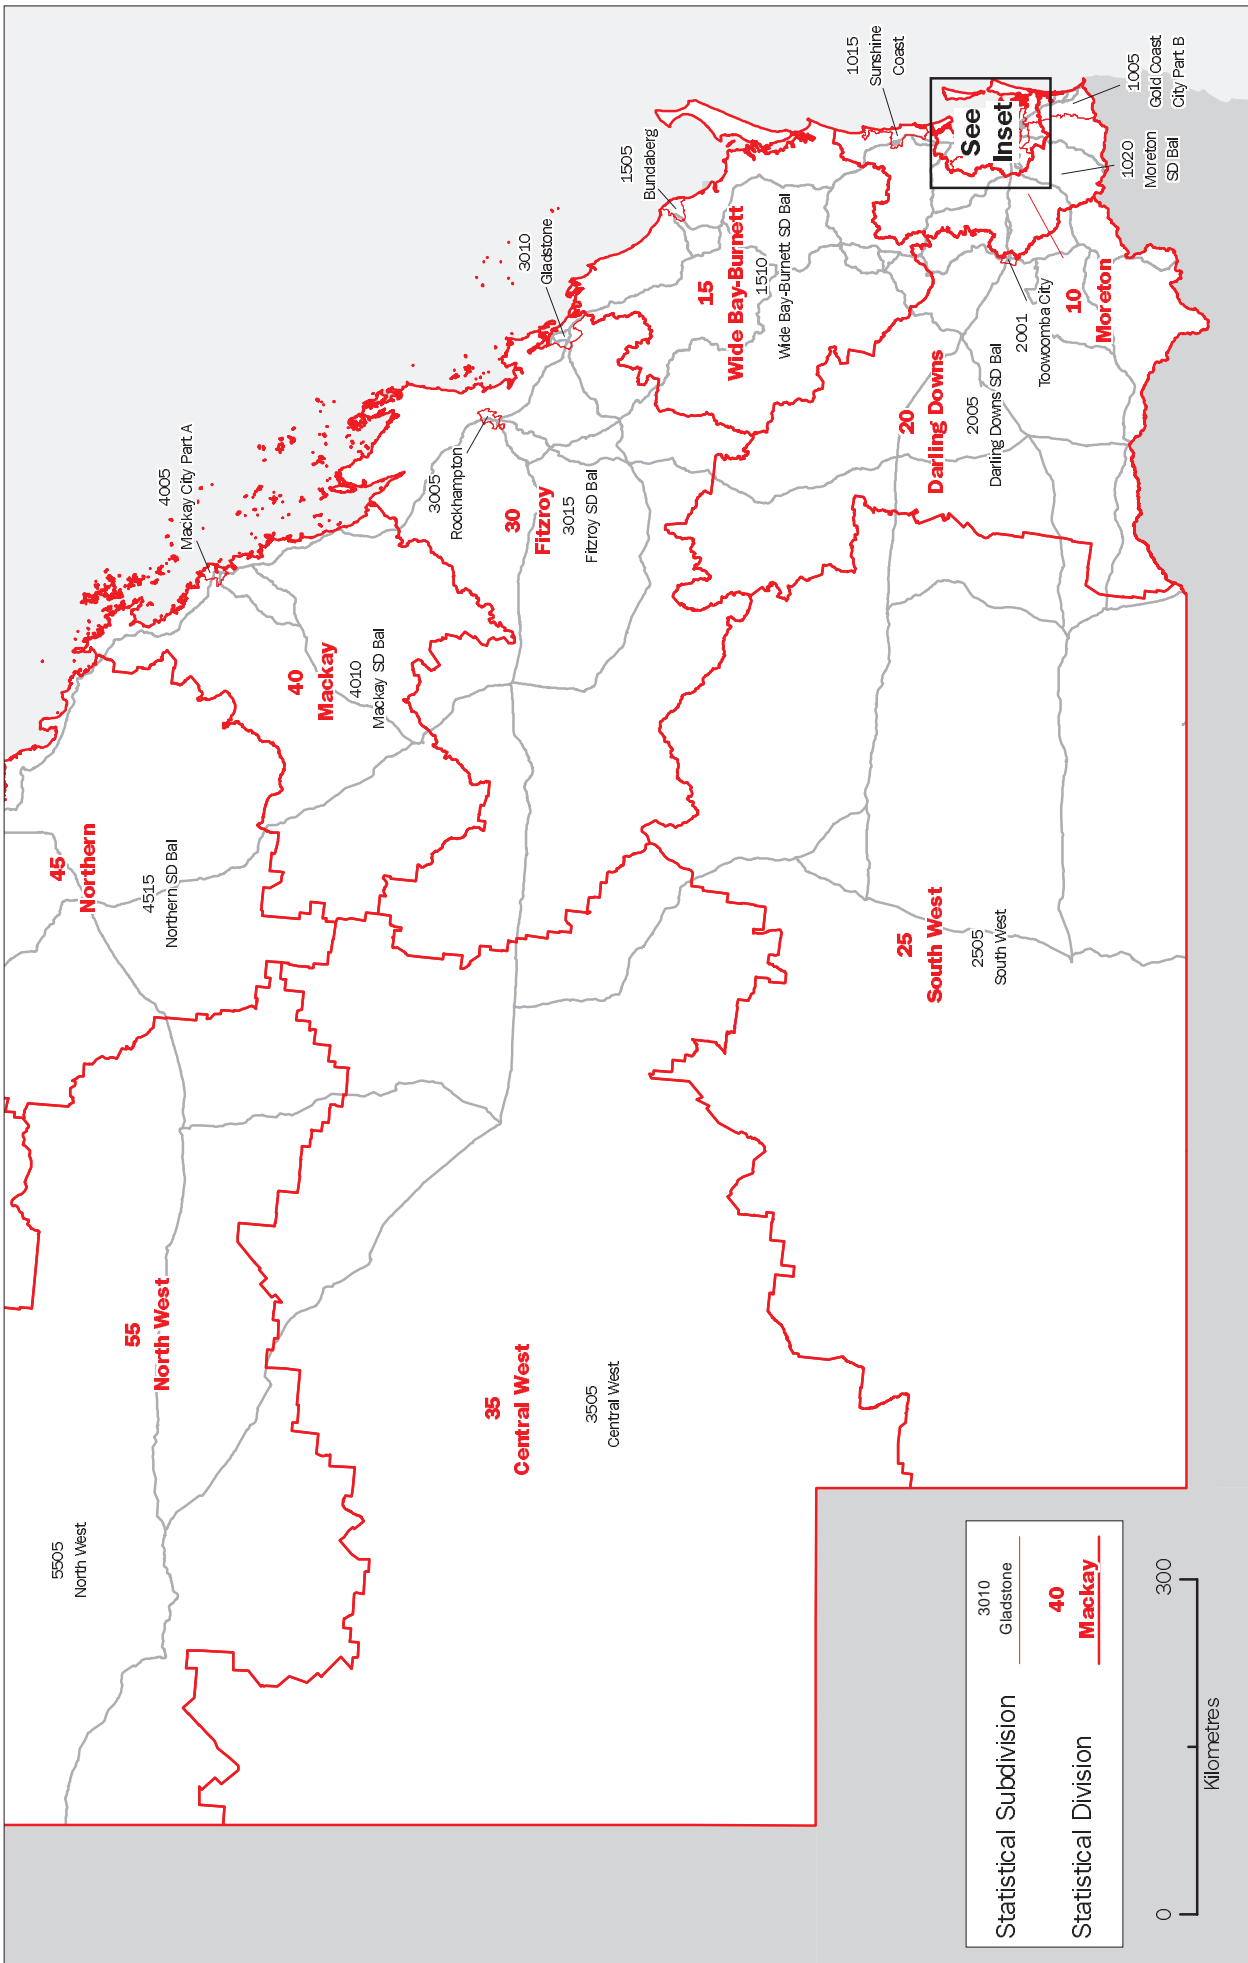 45
Northern
4515
Northern SD Bal
55
North West
5505
North West
4005
Mackay City Part A
40
Mackay
4010
Mackay SD Bal
3005
Rockhampton
30
Fitzroy
3015
Fitzroy SD Bal
3010
Gladstone
35
Central West
3505
Central West
1505
Bundaberg
15
Wide Bay-Burnett
1510
Wide Bay-Burnett SD Bal
1015
Sunshine
Coast
See
Inset
20
Darling Downs
2005
Darling Downs SD Bal
2001
Toowoomba City
10
Moreton
1005
Gold Coast
City Part B
1020
Moreton
SD Bal
25
South West
2505
South West
Statistical Subdivision
3010
Gladstone
Statistical Division
40
Mackay
0
300
Kilometres